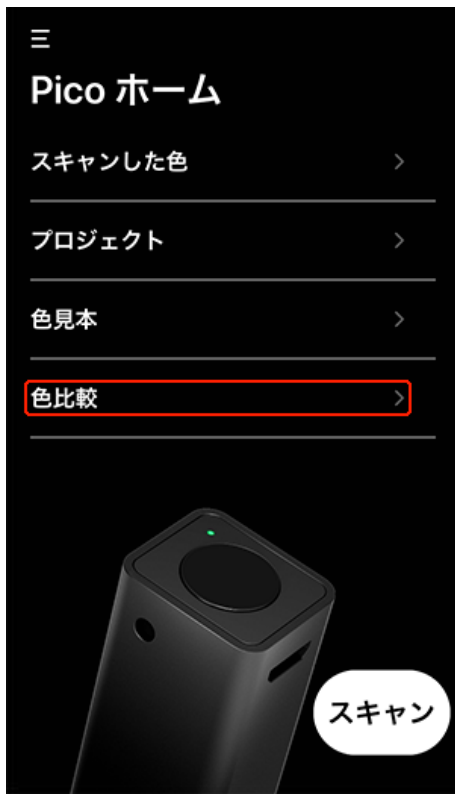 Pico ホーム
スキャンした色
プロジェクト
色見本
色比較
スキャン